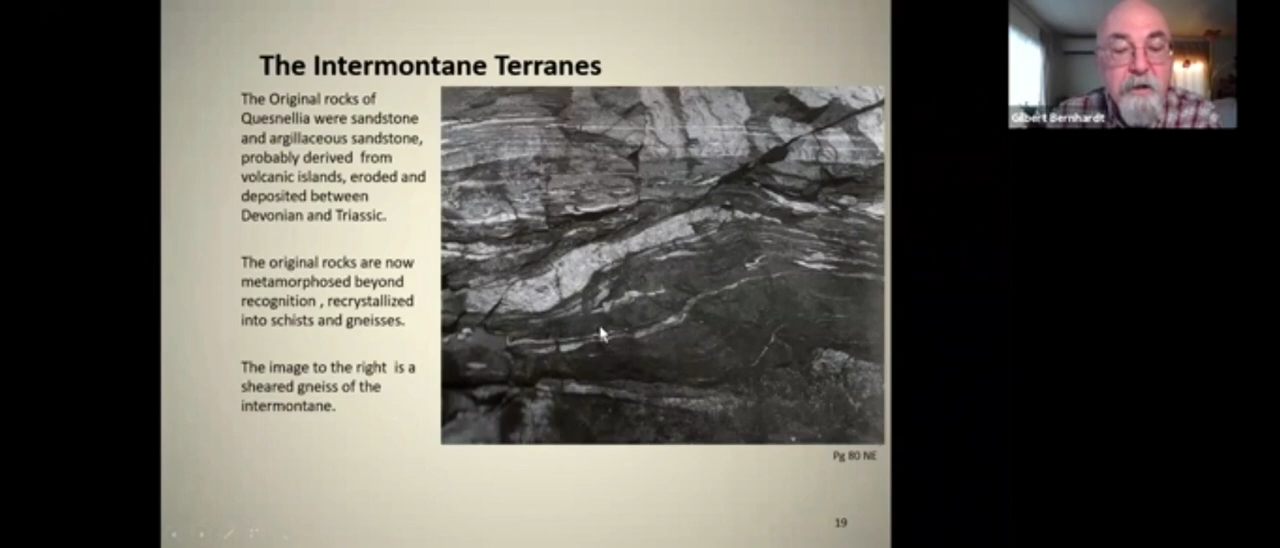 The Intermontane Terranes
The Original rocks of
Quesnellia were sandstone
and argillaceous sandstone,
probably derived from
volcanic islands, eroded and
deposited between
Devonian and Triassic.
The original rocks are now
metamorphosed beyond
recognition , recrystallized
into schists and gneisses.
The image to the right is a
sheared gneiss of the
intermontane.
Pg 80 NE
19
Gilbert Bernhardt